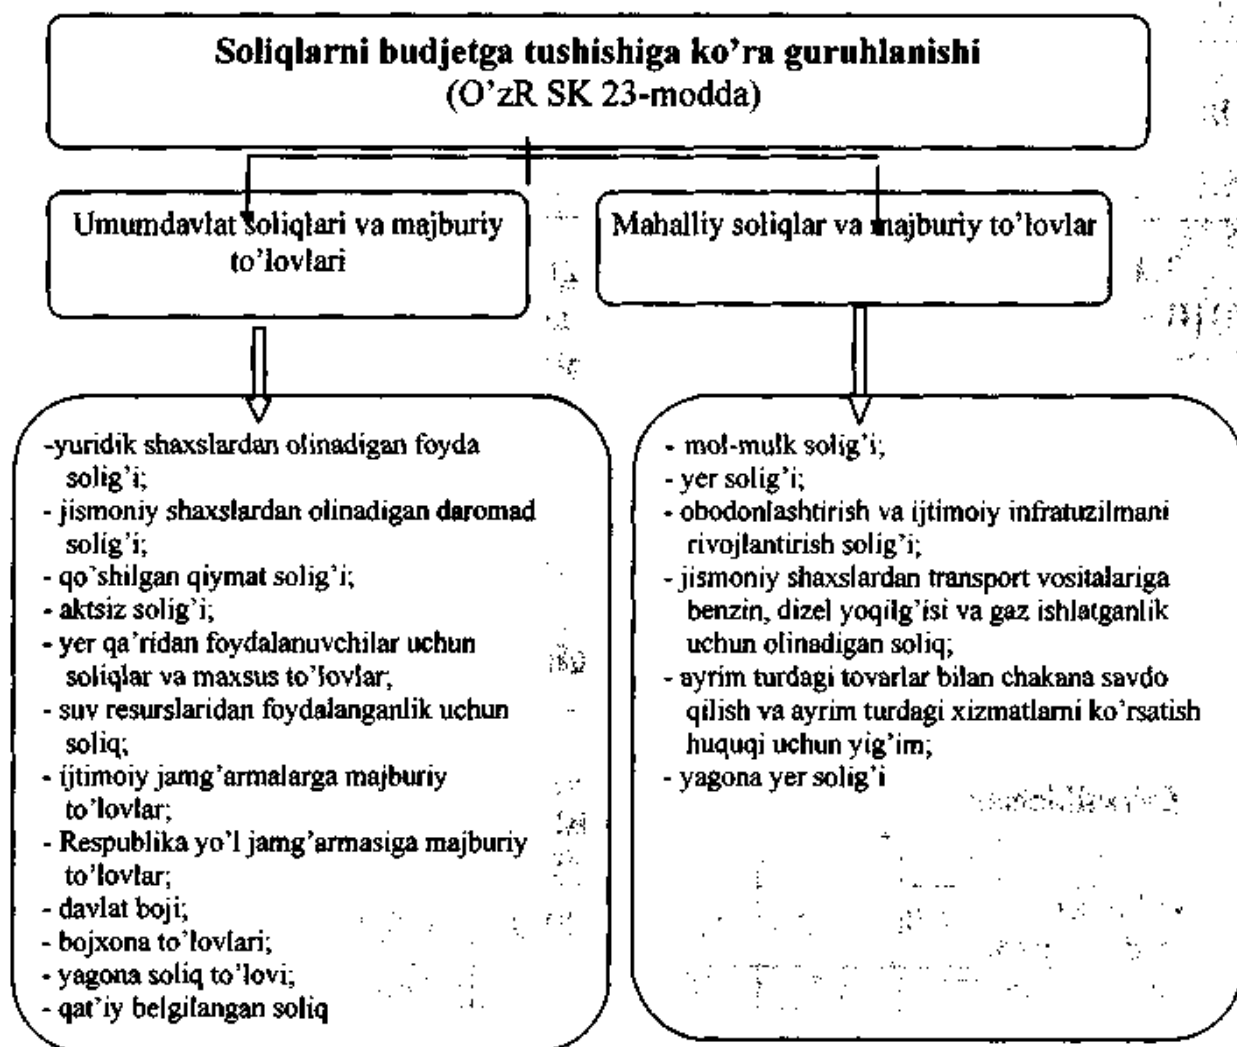 Soliqlarni budjetga tushishiga ko’ra guruhlanishi
(O’zR SK 23-modda)
Umumdavlat soliqlari va majburiy
to’lovlari
Mahalliy soliqlar va majburiy to’lovlar
-yuridik shaxslardan olinadigan foyda
solig’i;
- jismoniy shaxslardan olinadigan daromad
solig’i;
- qo’shilgan qiymat solig’i;
- aktsiz solig’i;
- yer qa’ridan foydalanuvchilar uchun
soliqlar va maxsus to’lovlar;
- suv resurslaridan foydalanganlik uchun
soliq;
- ijtimoiy jamg’armalarga majburiy
to’lovlar;
- Respublika yo’l jamg’armasiga majburiy
to’lovlar;
- davlat boji;
- bojxona to’lovlari;
- yagona soliq to’lovi;
- qat’iy belgilangan soliq
- mol-mulk solig’i;
- yer solig’i;
- obodonlashtirish va ijtimoiy infratuzilmani
rivojlantirish solig’i;
- jismoniy shaxslardan transport vositalariga
benzin, dizel yoqilg’isi va gaz ishlatganlik
uchun olinadigan soliq;
- ayrim turdagi tovarlar bilan chakana savdo
qilish va ayrim turdagi xizmatlarni ko’rsatish
huquqi uchun yig’im;
- yagona yer solig’i